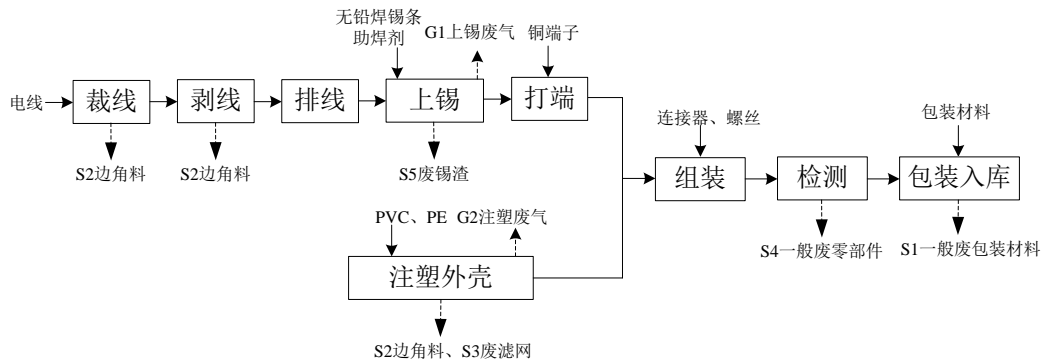 无铅焊锡条
助焊剂
G1上锡废气
铜端子
电线
裁线
剥线
排线
上锡
打端
S2边角料
S2边角料
S5废锡渣
连接器、螺丝
包装材料
组装
检测
包装入库
S4一般废零部件
S1一般废包装材料
PVC、PE
G2注塑废气
注塑外壳
S2边角料、S3废滤网